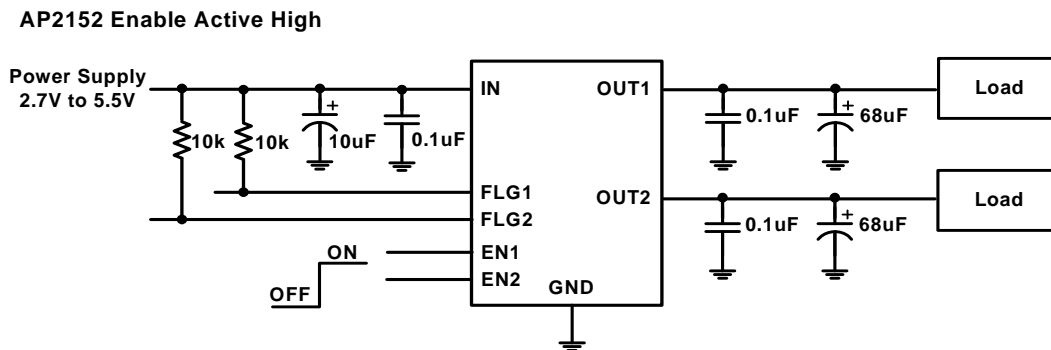 AP2152 Enable Active High
Power Supply
2.7V to 5.5V
IN
OUT1
Load
10k
10k
+
10uF
0.1uF
0.1uF
+
68uF
FLG1
FLG2
OUT2
Load
0.1uF
+
68uF
ON
OFF
EN1
EN2
GND